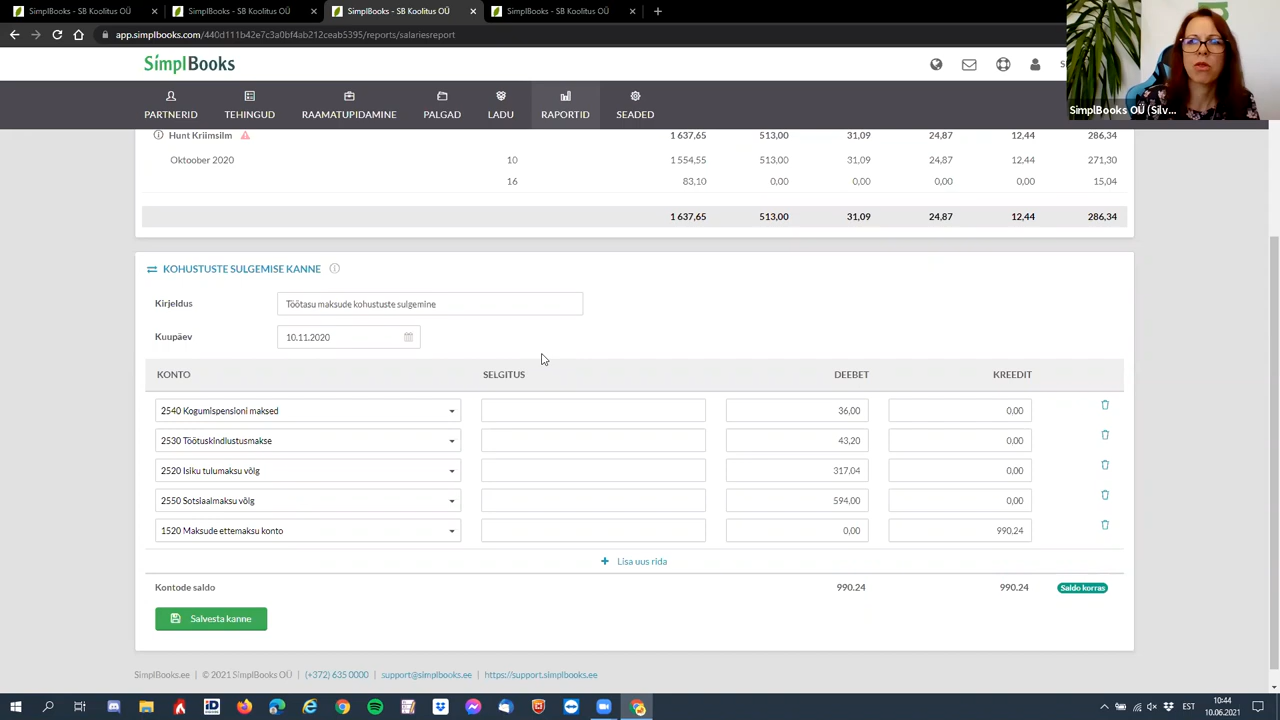 SimplBooks - SB Koolitus OÜ
SimplBooks - SB Koolitus OÜ
SimplBooks - SB Koolitus OÜ
SimplBooks - SB Koolitus OÜ
app.simplbooks.com/440d111b42e7c3a0bf4ab212ceab5395/reports/salariesreport
SimplBooks
SimplBooks OÜ (Silv...
PARTNERID TEHINGUD RAAMATUPIDAMINE PALGAD LADU RAPORTID SEADED
Hunt Kriimsilm 1 637,65 513,00 31,09 24,87 12,44 286,34
Oktoober 2020 10 1 554,55 513,00 31,09 24,87 12,44 271,30
16 83,10 0,00 0,00 0,00 0,00 15,04
1 637,65 513,00 31,09 24,87 12,44 286,34
KOHUSTUSTE SULGEMISE KANNE
Kirjeldus Töötasu maksude kohustuste sulgemine
Kuupäev 10.11.2020
KONTO SELGITUS DEEBET KREEDIT
2540 Kogumispensioni maksed 36,00 0,00
2530 Töötuskindlustusmakse 43,20 0,00
2520 Isiku tulumaksu võlg 317.04 0,00
2550 Sotsiaalmaksu võlg 594,00 0,00
1520 Maksude ettemaksu konto 0,00 990.24
+ Lisa uus rida
Kontode saldo 990.24 990.24 Saldo korras
Salvesta kanne
SimplBooks.ee | © 2021 SimplBooks OÜ | (+372) 635 0000 | support@simplbooks.ee | https://support.simplbooks.ee
EST
10:44
10.06.2021